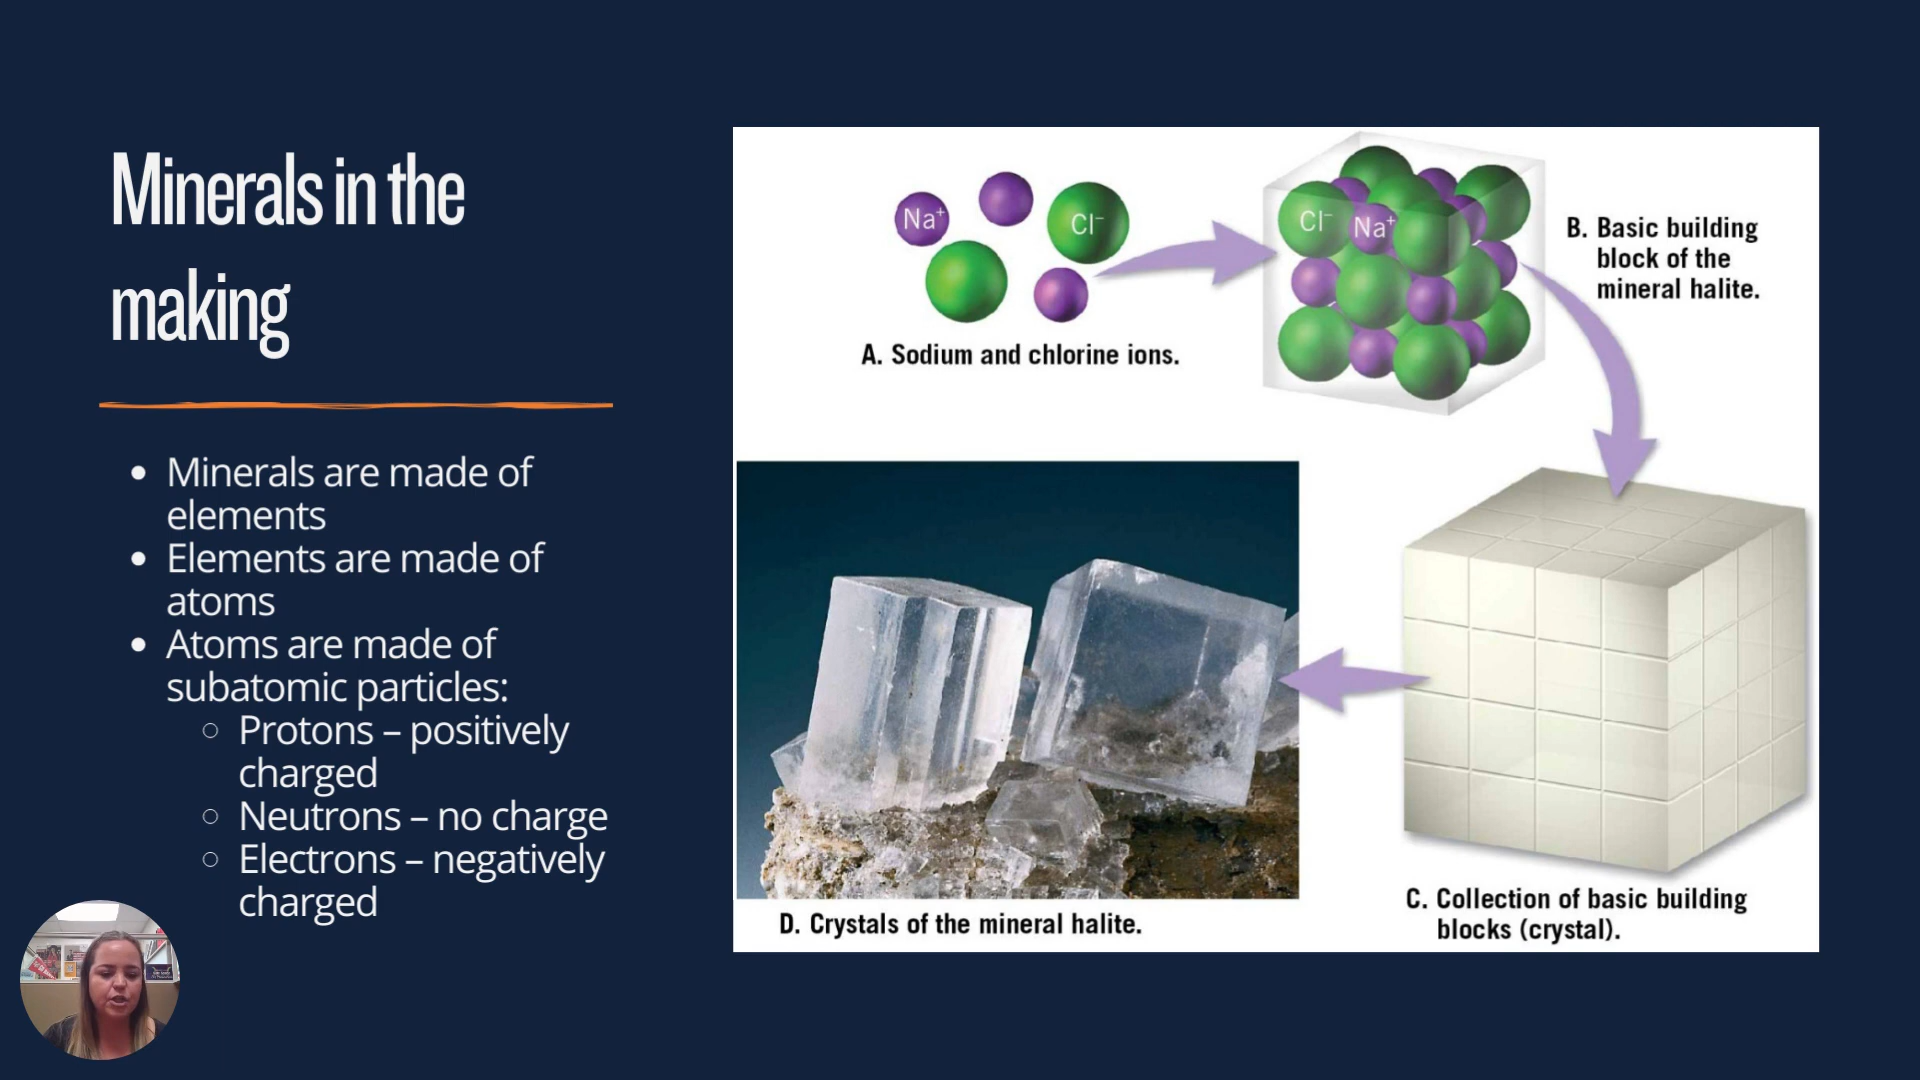 Minerals in the
making
• Minerals are made of
elements
• Elements are made of
atoms
• Atoms are made of
subatomic particles:
○ Protons – positively
charged
○ Neutrons – no charge
○ Electrons – negatively
charged
Na⁺
Cl⁻
A. Sodium and chlorine ions.
Cl⁻ Na⁺
B. Basic building
block of the
mineral halite.
C. Collection of basic building
blocks (crystal).
D. Crystals of the mineral halite.